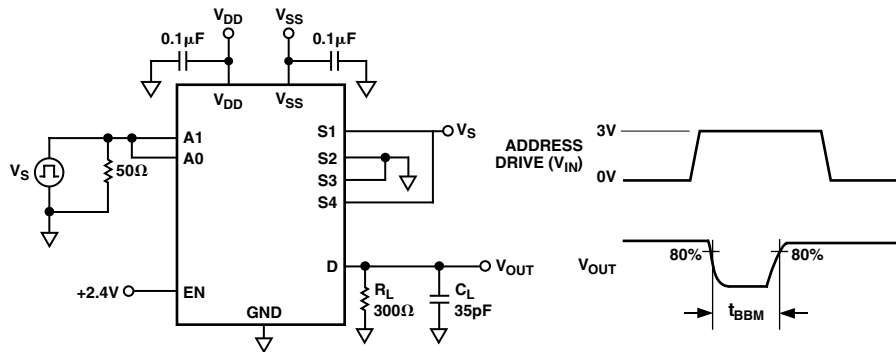 VDD VSS
0.1µF 0.1µF
VDD VSS
A1
A0
VS
50Ω
S1
S2
S3
S4
VS
D
VOUT
+2.4V EN
GND
RL
300Ω
CL
35pF
3V
ADDRESS
DRIVE (VIN)
0V
VOUT
80% 80%
tBBM